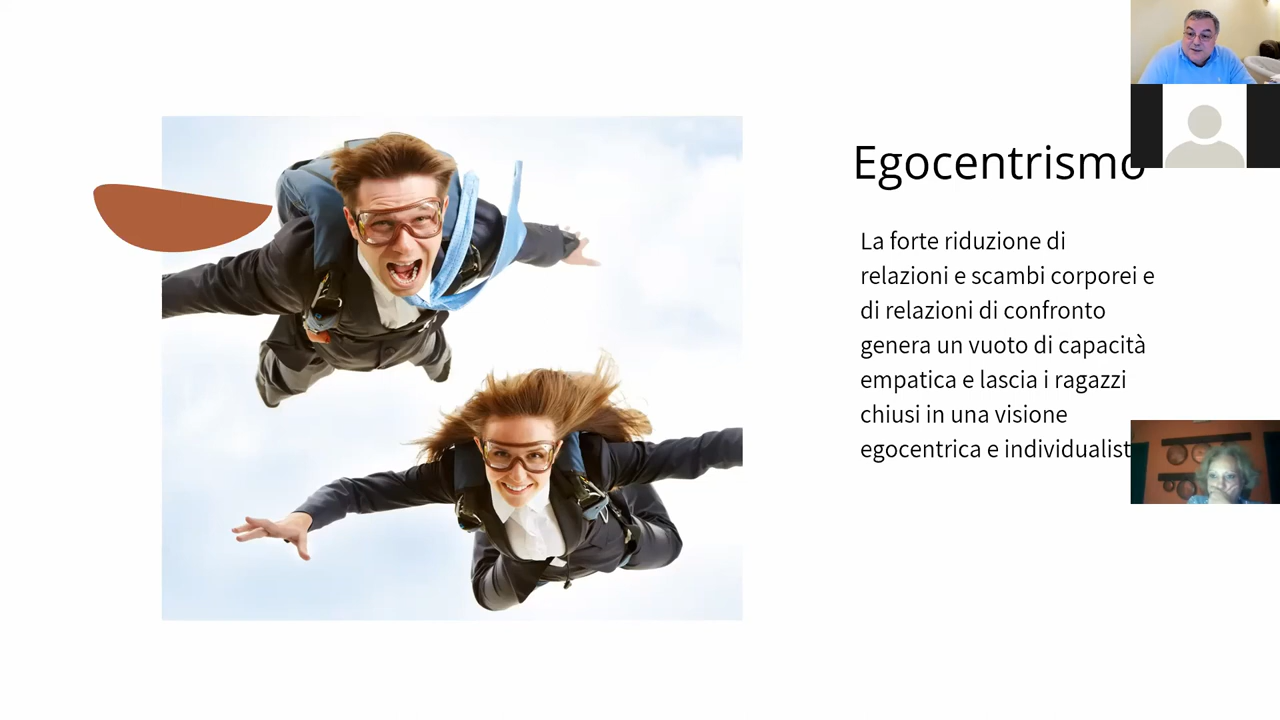 Egocentrismo
La forte riduzione di
relazioni e scambi corporei e
di relazioni di confronto
genera un vuoto di capacità
empatica e lascia i ragazzi
chiusi in una visione
egocentrica e individualist